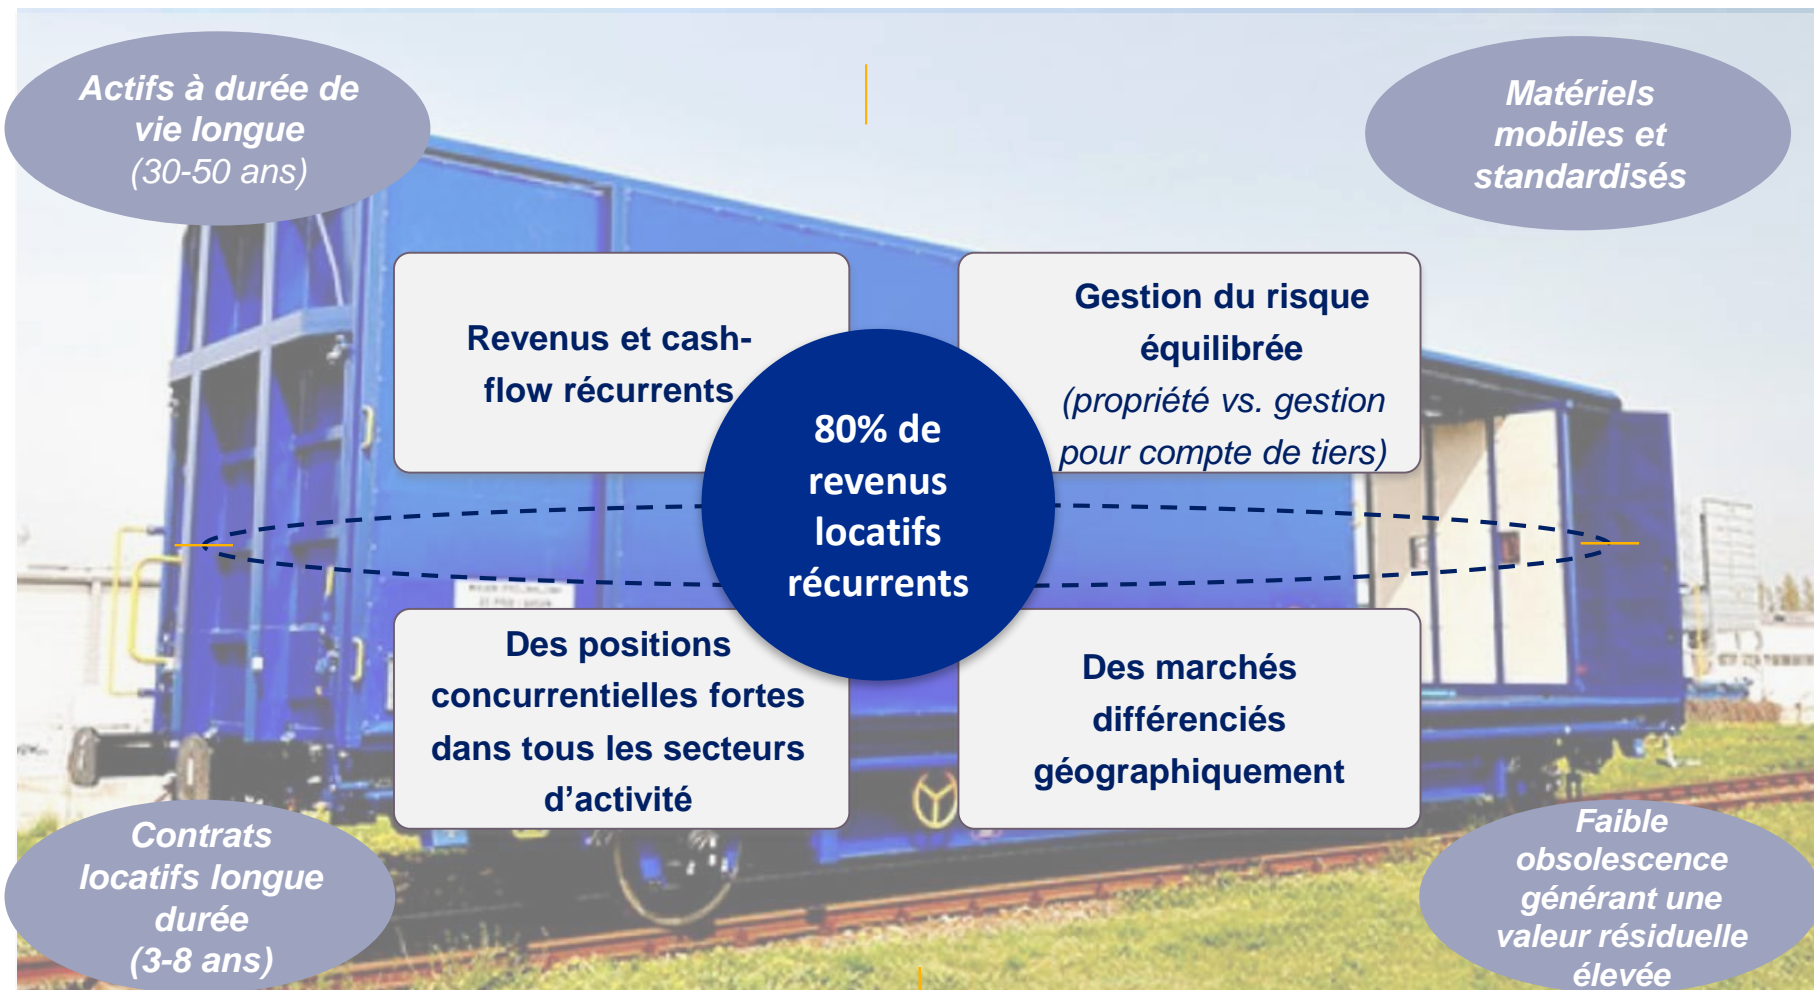 Actifs à durée de
vie longue
(30-50 ans)
Matériels
mobiles et
standardisés
Revenus et cash-
flow récurrents
Gestion du risque
équilibrée
(propriété vs. gestion
pour compte de tiers)
80% de
revenus
locatifs
récurrents
Des positions
concurrentielles fortes
dans tous les secteurs
d’activité
Des marchés
différenciés
géographiquement
Contrats
locatifs longue
durée
(3-8 ans)
Faible
obsolescence
générant une
valeur résiduelle
élevée